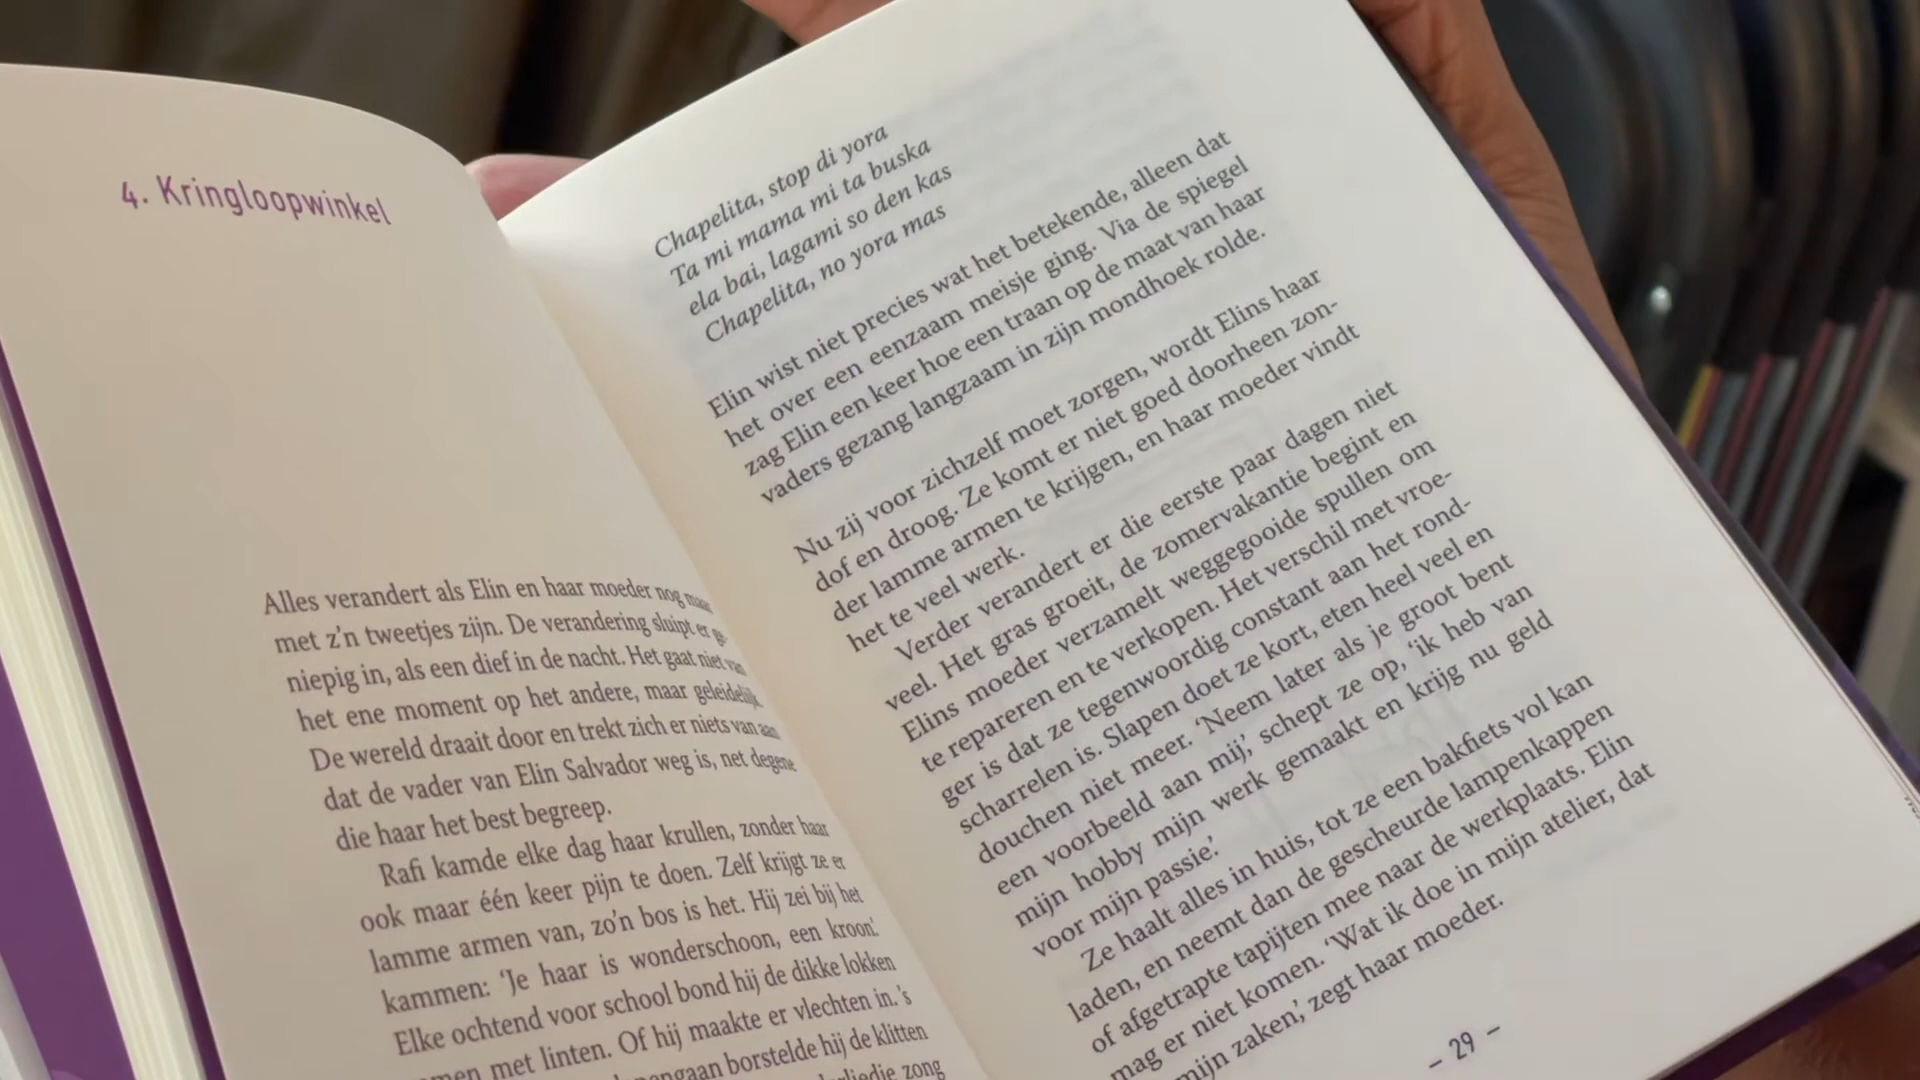 4. Kringloopwinkel
Alles verandert als Elin en haar moeder nog maar
met z'n tweetjes zijn. De verandering sluipt er ge-
niepig in, als een dief in de nacht. Het gaat niet van
het ene moment op het andere, maar geleidelijk.
De wereld draait door en trekt zich er niets van aan
dat de vader van Elin Salvador weg is, net degene
die haar het best begreep.
Rafi kamde elke dag haar krullen, zonder haar
ook maar één keer pijn te doen. Zelf krijgt ze er
lamme armen van, zo'n bos is het. Hij zei bij het
kammen: 'Je haar is wonderschoon, een kroon.'
Elke ochtend voor school bond hij de dikke lokken
met linten. Of hij maakte er vlechten in. 's
borstelde hij de klitten
zong
Chapelita, stop di yora
Ta mi mama mi ta buska
ela bai, lagami so den kas
Chapelita, no yora mas
Elin wist niet precies wat het betekende, alleen dat
het over een eenzaam meisje ging. Via de spiegel
zag Elin een keer hoe een traan op de maat van haar
vaders gezang langzaam in zijn mondhoek rolde.
Nu zij voor zichzelf moet zorgen, wordt Elins haar
dof en droog. Ze komt er niet goed doorheen zon-
der lamme armen te krijgen, en haar moeder vindt
het te veel werk.
Verder verandert er die eerste paar dagen niet
veel. Het gras groeit, de zomervakantie begint en
Elins moeder verzamelt weggegooide spullen om
te repareren en te verkopen. Het verschil met vroe-
ger is dat ze tegenwoordig constant aan het rond-
scharrelen is. Slapen doet ze kort, eten heel veel en
douchen niet meer. 'Neem later als je groot bent
een voorbeeld aan mij,' schept ze op, 'ik heb van
mijn hobby mijn werk gemaakt en krijg nu geld
voor mijn passie.'
Ze haalt alles in huis, tot ze een bakfiets vol kan
laden, en neemt dan de gescheurde lampenkappen
of afgetrapte tapijten mee naar de werkplaats. Elin
mag er niet komen. 'Wat ik doe in mijn atelier, dat
mijn zaken,' zegt haar moeder.
– 29 –